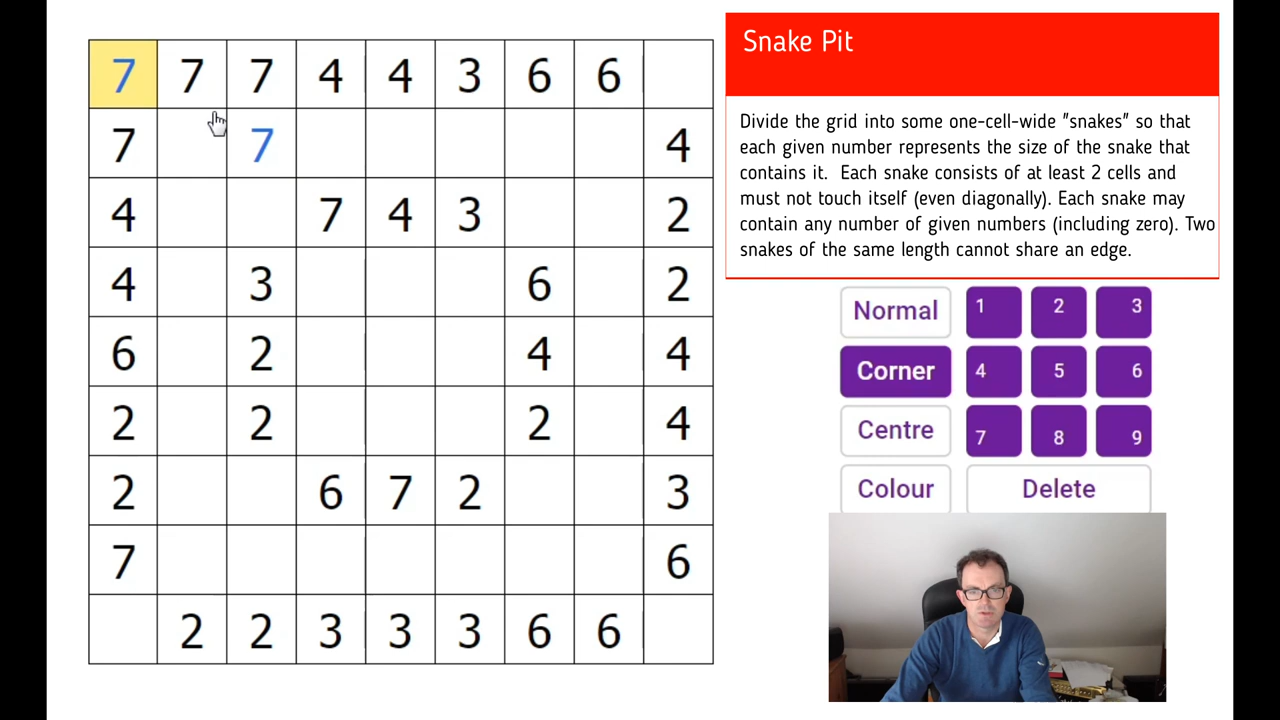 Snake Pit
Divide the grid into some one-cell-wide "snakes" so that
each given number represents the size of the snake that
contains it. Each snake consists of at least 2 cells and
must not touch itself (even diagonally). Each snake may
contain any number of given numbers (including zero). Two
snakes of the same length cannot share an edge.
7 7 7 4 4 3 6 6
7 7 4
4 7 4 3 2
4 3 6 2
6 2 4 4
2 2 2 4
2 6 7 2 3
7 6
2 2 3 3 3 6 6
Normal 1 2 3
Corner 4 5 6
Centre 7 8 9
Colour Delete